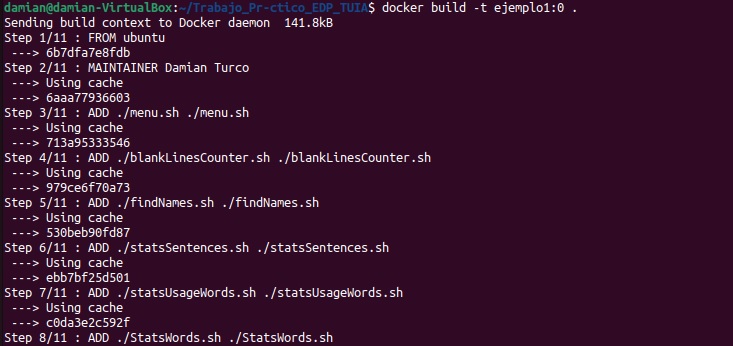 damian@damian-VirtualBox:~/Trabajo_Pr-ctico_EDP_TUIA$ docker build -t ejemplo1:0 .
Sending build context to Docker daemon  141.8kB
Step 1/11 : FROM ubuntu
 ---> 6b7dfa7e8fdb
Step 2/11 : MAINTAINER Damian Turco
 ---> Using cache
 ---> 6aaa77936603
Step 3/11 : ADD ./menu.sh ./menu.sh
 ---> Using cache
 ---> 713a95333546
Step 4/11 : ADD ./blankLinesCounter.sh ./blankLinesCounter.sh
 ---> Using cache
 ---> 979ce6f70a73
Step 5/11 : ADD ./findNames.sh ./findNames.sh
 ---> Using cache
 ---> 530beb90fd87
Step 6/11 : ADD ./statsSentences.sh ./statsSentences.sh
 ---> Using cache
 ---> ebb7bf25d501
Step 7/11 : ADD ./statsUsageWords.sh ./statsUsageWords.sh
 ---> Using cache
 ---> c0da3e2c592f
Step 8/11 : ADD ./StatsWords.sh ./StatsWords.sh